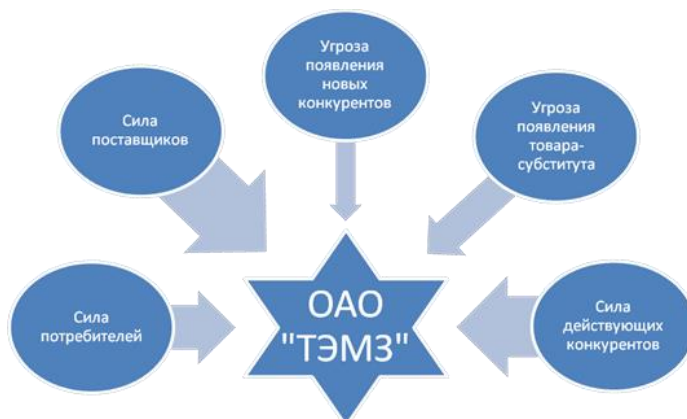 Угроза
появления
новых
конкурентов
Сила
поставщиков
Угроза
появления
товара-
субститута
Сила
потребителей
ОАО
"ТЭМЗ"
Сила
действующих
конкурентов